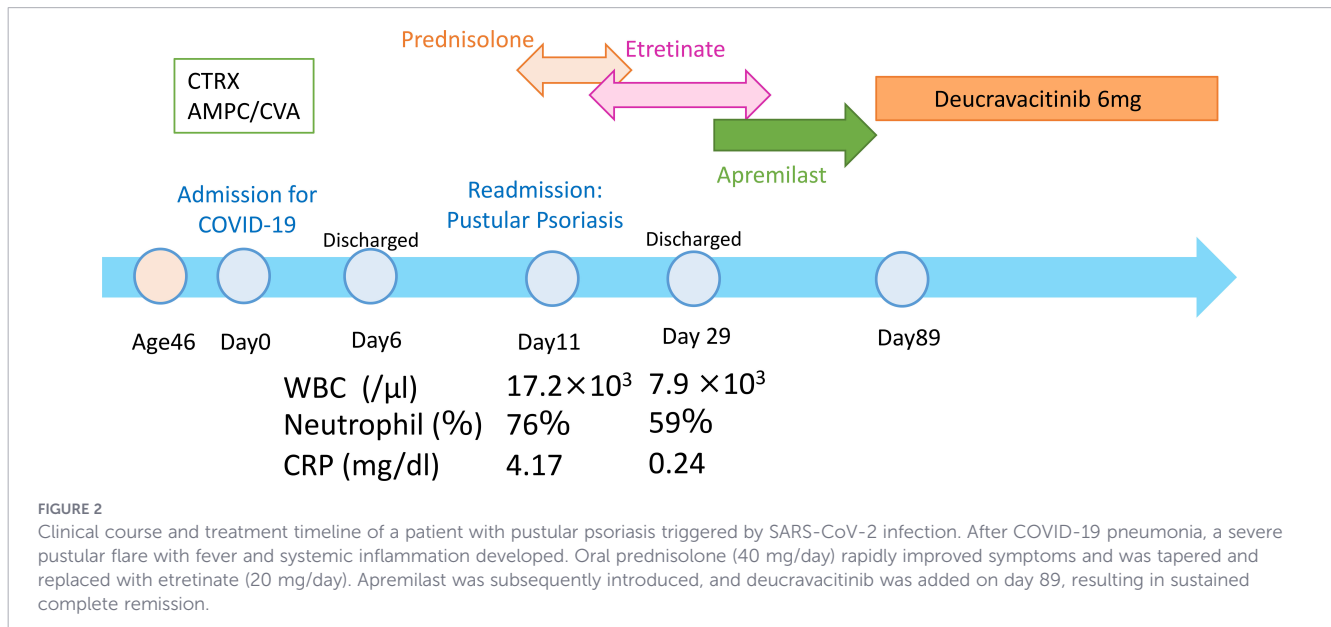 Prednisolone
Etretinate
CTRX
AMPC/CVA
Deucravacitinib 6mg
Apremilast
Admission for
COVID-19
Readmission:
Pustular Psoriasis
Discharged
Discharged
Age46
Day0
Day6
Day11
Day 29
Day89
WBC (/μl) 17.2×10³ 7.9 ×10³
Neutrophil (%) 76% 59%
CRP (mg/dl) 4.17 0.24
FIGURE 2
Clinical course and treatment timeline of a patient with pustular psoriasis triggered by SARS-CoV-2 infection. After COVID-19 pneumonia, a severe
pustular flare with fever and systemic inflammation developed. Oral prednisolone (40 mg/day) rapidly improved symptoms and was tapered and
replaced with etretinate (20 mg/day). Apremilast was subsequently introduced, and deucravacitinib was added on day 89, resulting in sustained
complete remission.